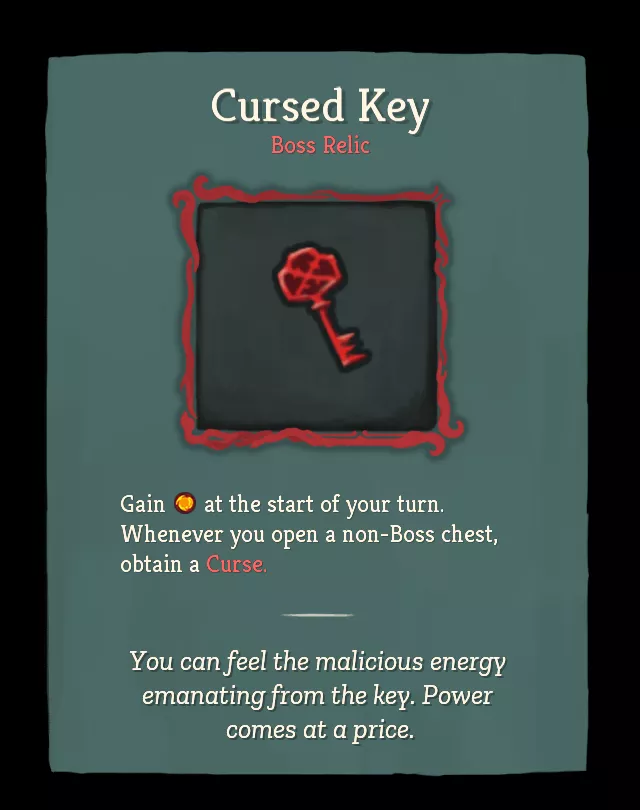 Cursed Key
Boss Relic
Gain at the start of your turn.
Whenever you open a non-Boss chest,
obtain a Curse.
You can feel the malicious energy
emanating from the key. Power
comes at a price.